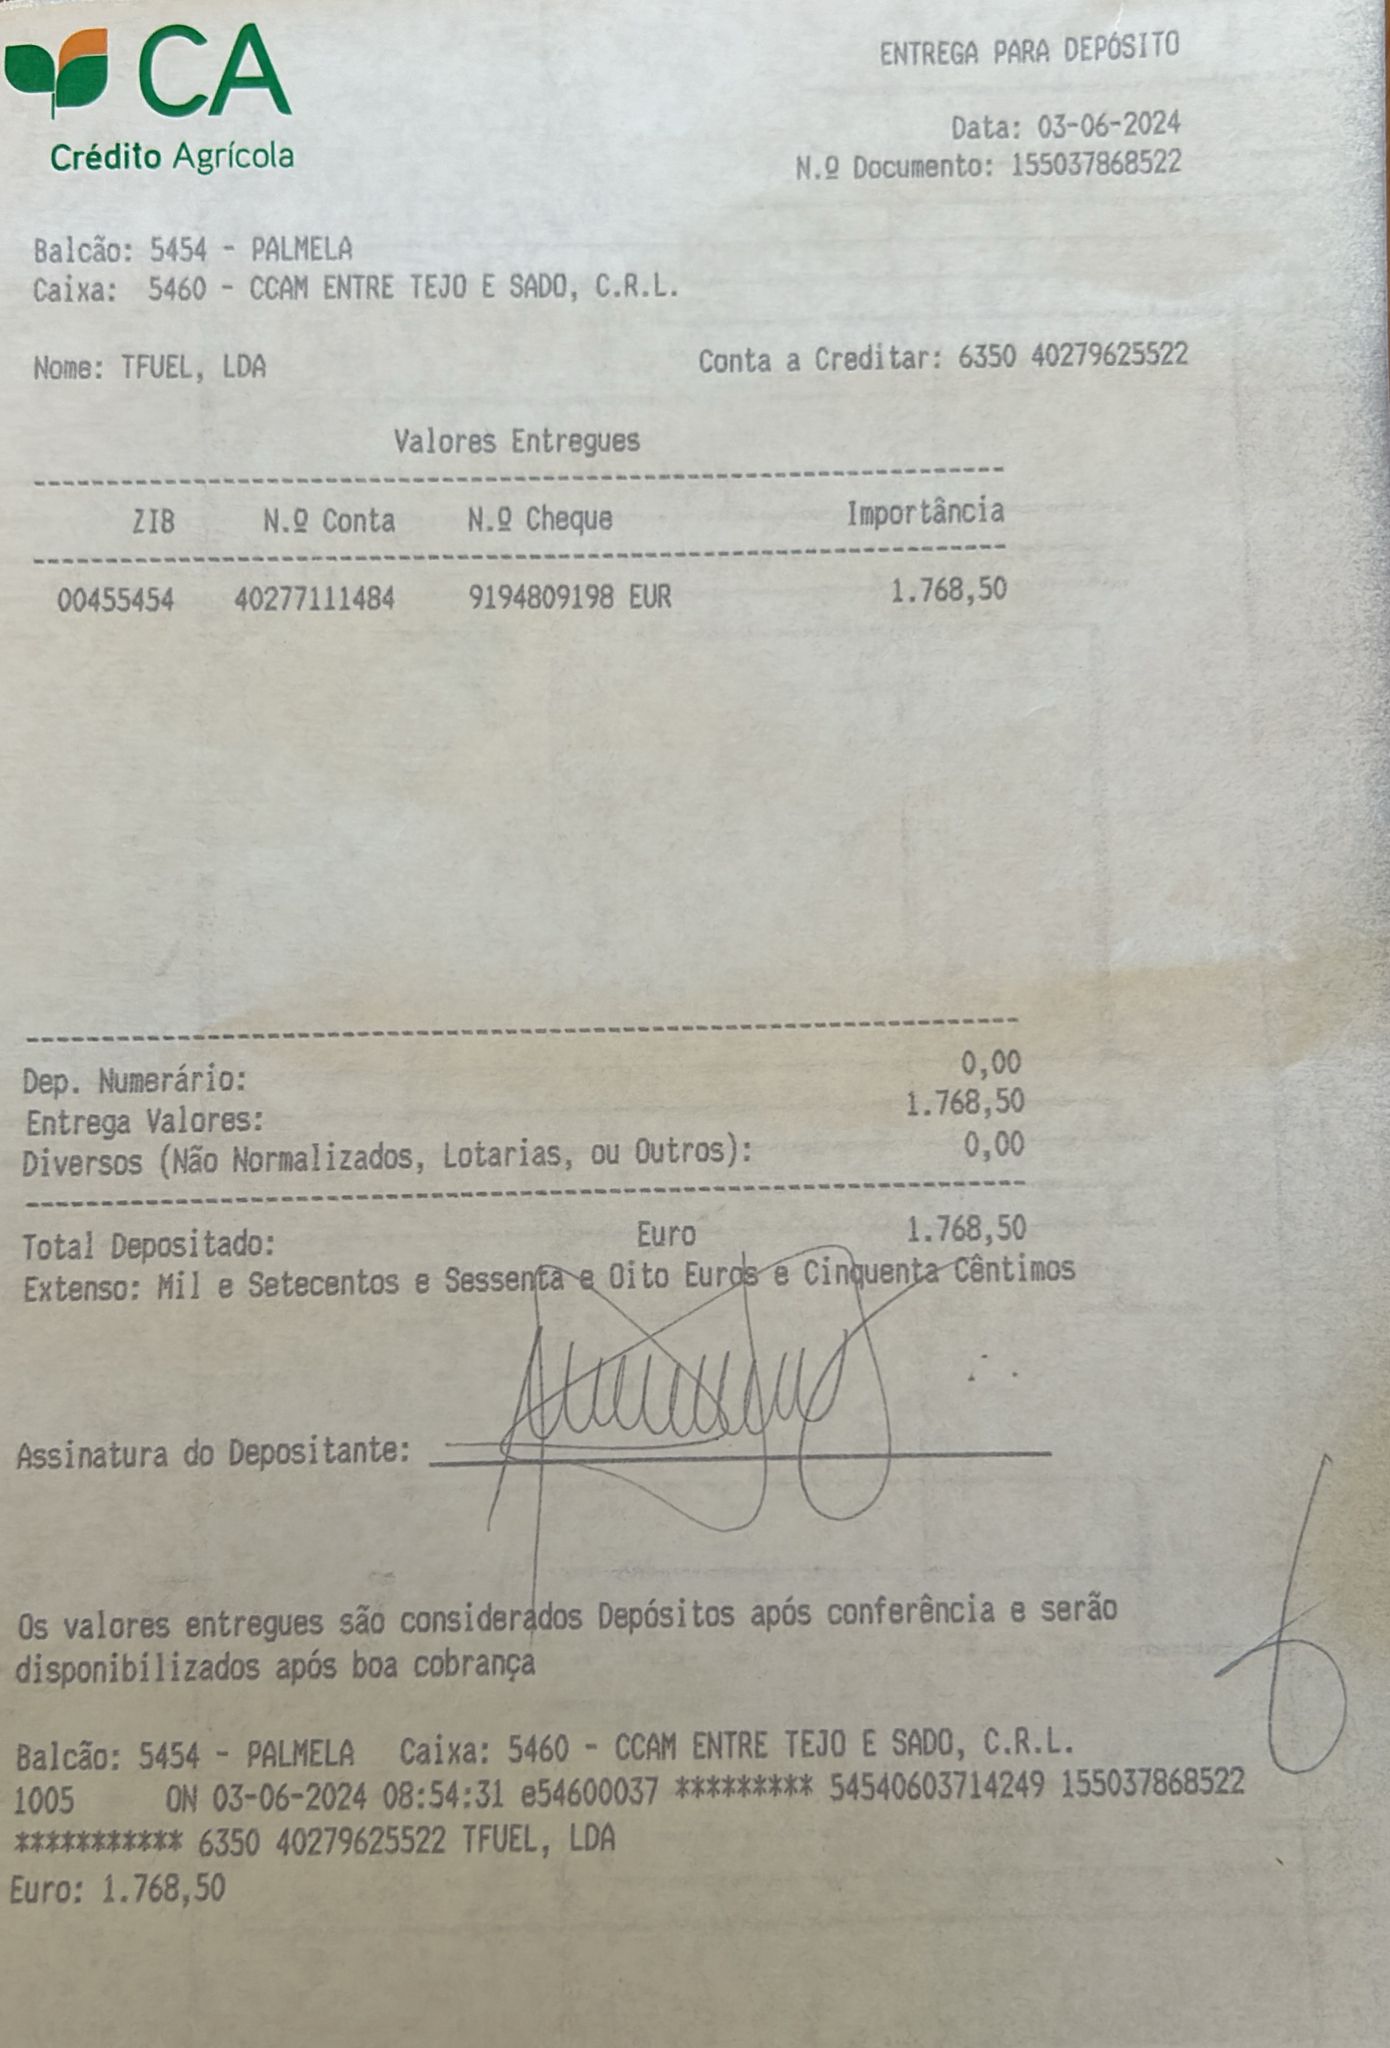 CA
Crédito Agrícola
ENTREGA PARA DEPÓSITO
Data: 03-06-2024
N.º Documento: 155037868522
Balcão: 5454 - PALMELA
Caixa: 5460 - CCAM ENTRE TEJO E SADO, C.R.L.
Nome: TFUEL, LDA Conta a Creditar: 6350 40279625522
Valores Entregues
ZIB N.º Conta N.º Cheque Importância
00455454 40277111484 9194809198 EUR 1.768,50
Dep. Numerário: 0,00
Entrega Valores: 1.768,50
Diversos (Não Normalizados, Lotarias, ou Outros): 0,00
Total Depositado: Euro 1.768,50
Extenso: Mil e Setecentos e Sessenta e Oito Euros e Cinquenta Cêntimos
Assinatura do Depositante:
Os valores entregues são considerados Depósitos após conferência e serão
disponibilizados após boa cobrança
Balcão: 5454 - PALMELA Caixa: 5460 - CCAM ENTRE TEJO E SADO, C.R.L.
1005 ON 03-06-2024 08:54:31 e54600037 ********* 54540603714249 155037868522
*********** 6350 40279625522 TFUEL, LDA
Euro: 1.768,50